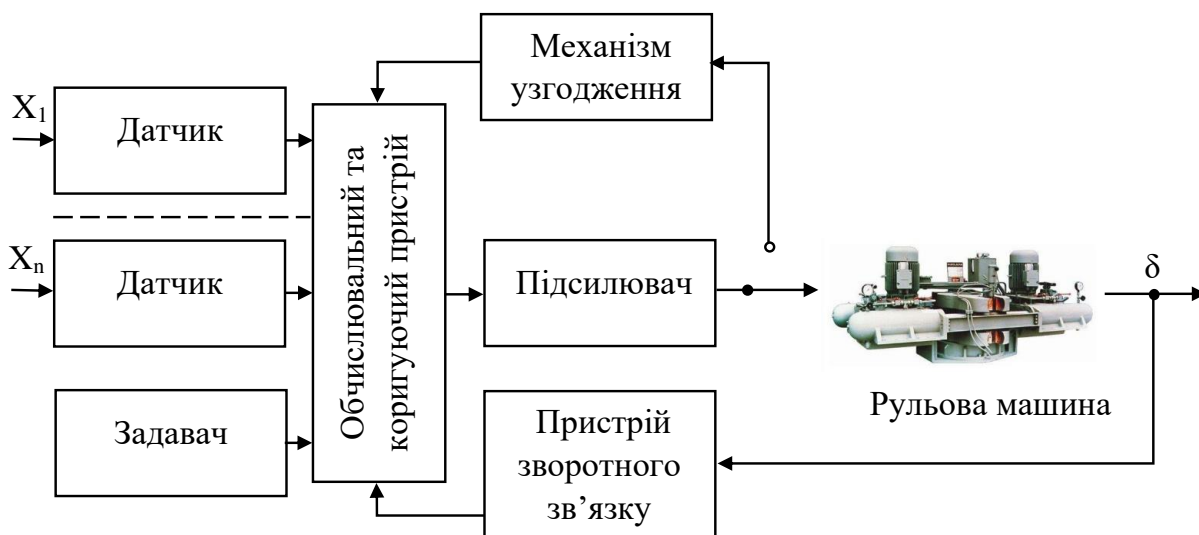 Механізм
узгодження
X1
Датчик
Обчислювальний та
коригуючий пристрій
Xn
Датчик
Підсилювач
δ
Рульова машина
Задавач
Пристрій
зворотного
зв’язку